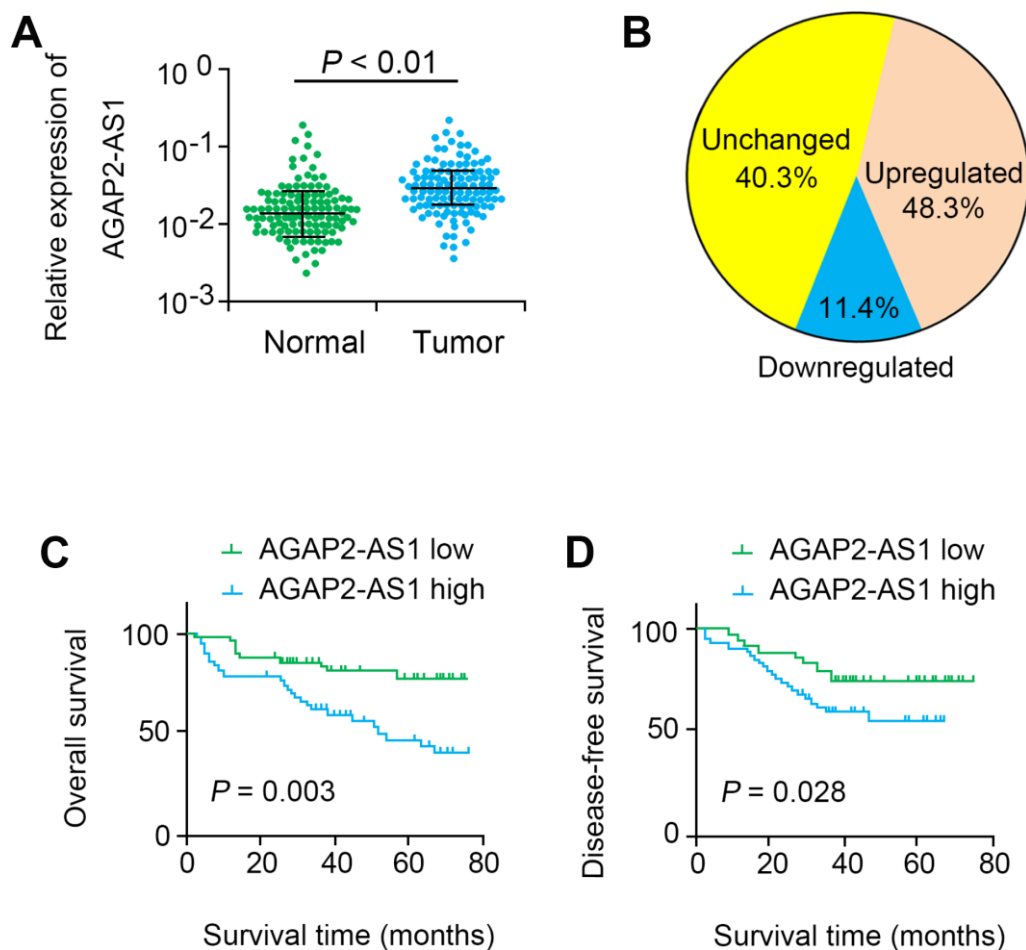 A
Relative expression of
AGAP2-AS1
10⁰
10⁻¹
10⁻²
10⁻³
P < 0.01
Normal
Tumor
B
Unchanged
40.3%
Upregulated
48.3%
11.4%
Downregulated
C
AGAP2-AS1 low
AGAP2-AS1 high
Overall survival
100
50
0
P = 0.003
0 20 40 60 80
Survival time (months)
D
AGAP2-AS1 low
AGAP2-AS1 high
Disease-free survival
100
50
0
P = 0.028
0 20 40 60 80
Survival time (months)